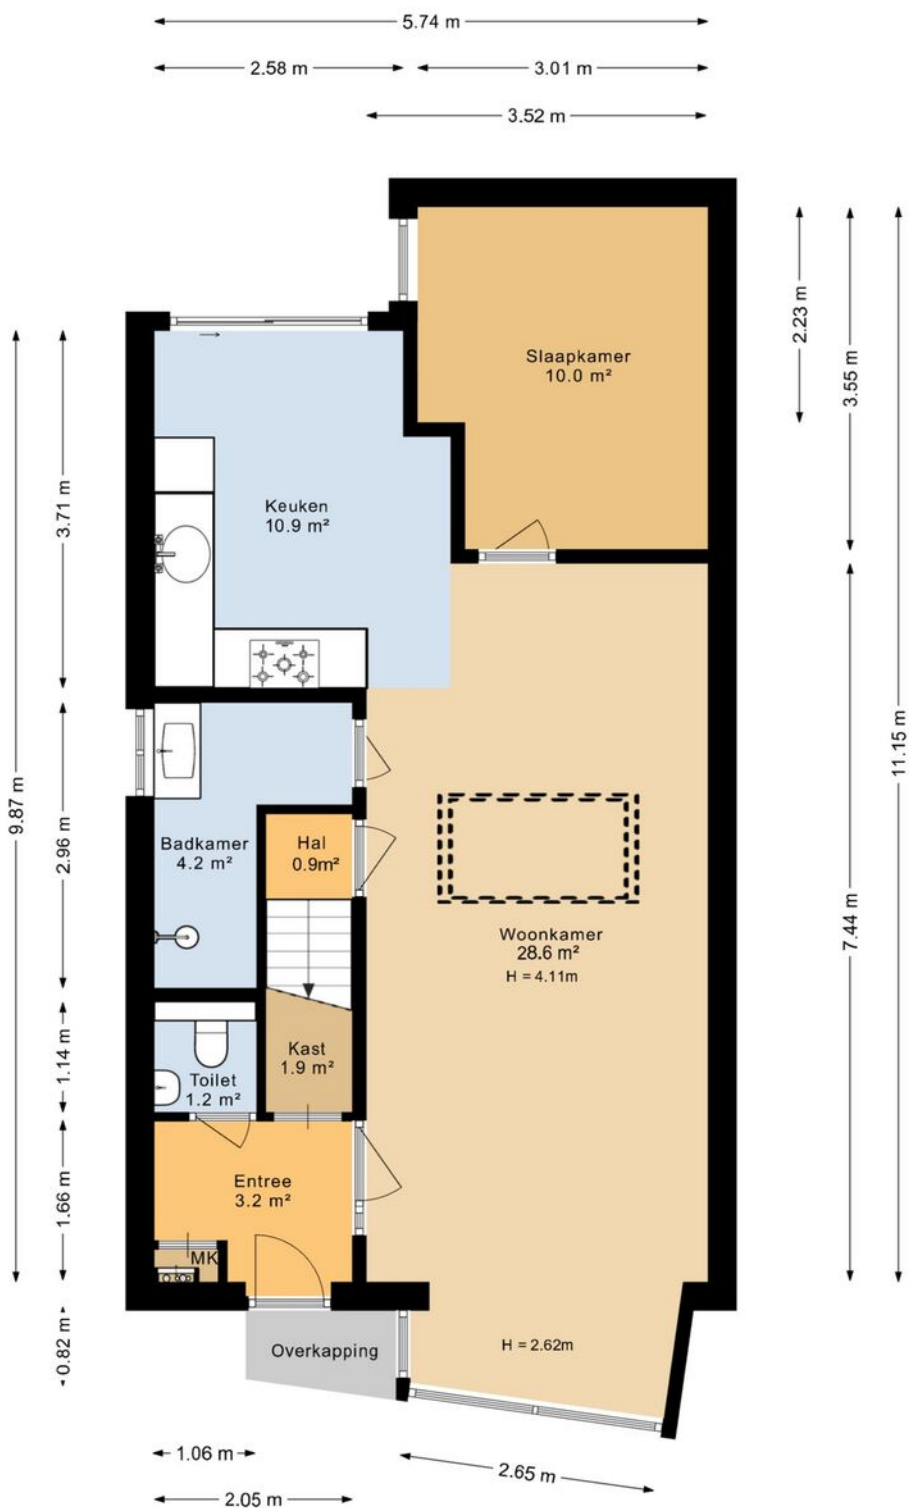 5.74 m
2.58 m
3.01 m
3.52 m
Slaapkamer
10.0 m²
2.23 m
3.55 m
3.71 m
Keuken
10.9 m²
11.15 m
9.87 m
2.96 m
Badkamer
4.2 m²
Hal
0.9m²
Woonkamer
28.6 m²
H = 4.11m
7.44 m
1.14 m
Kast
1.9 m²
Toilet
1.2 m²
1.66 m
Entree
3.2 m²
MK
0.82 m
Overkapping
H = 2.62m
1.06 m
2.65 m
2.05 m